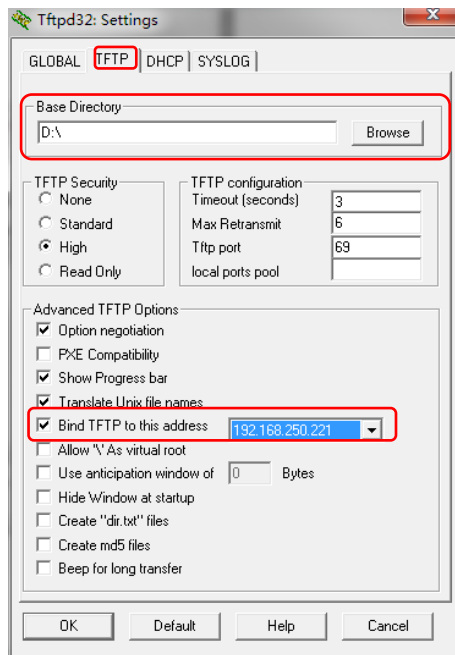 Tftpd32: Settings
GLOBAL TFTP DHCP SYSLOG
Base Directory
D:\ Browse
TFTP Security
None
Standard
High
Read Only
TFTP configuration
Timeout (seconds) 3
Max Retransmit 6
Tftp port 69
local ports pool
Advanced TFTP Options
Option negotiation
PXE Compatibility
Show Progress bar
Translate Unix file names
Bind TFTP to this address 192.168.250.221
Allow '\' As virtual root
Use anticipation window of 0 Bytes
Hide Window at startup
Create "dir.txt" files
Create md5 files
Beep for long transfer
OK Default Help Cancel